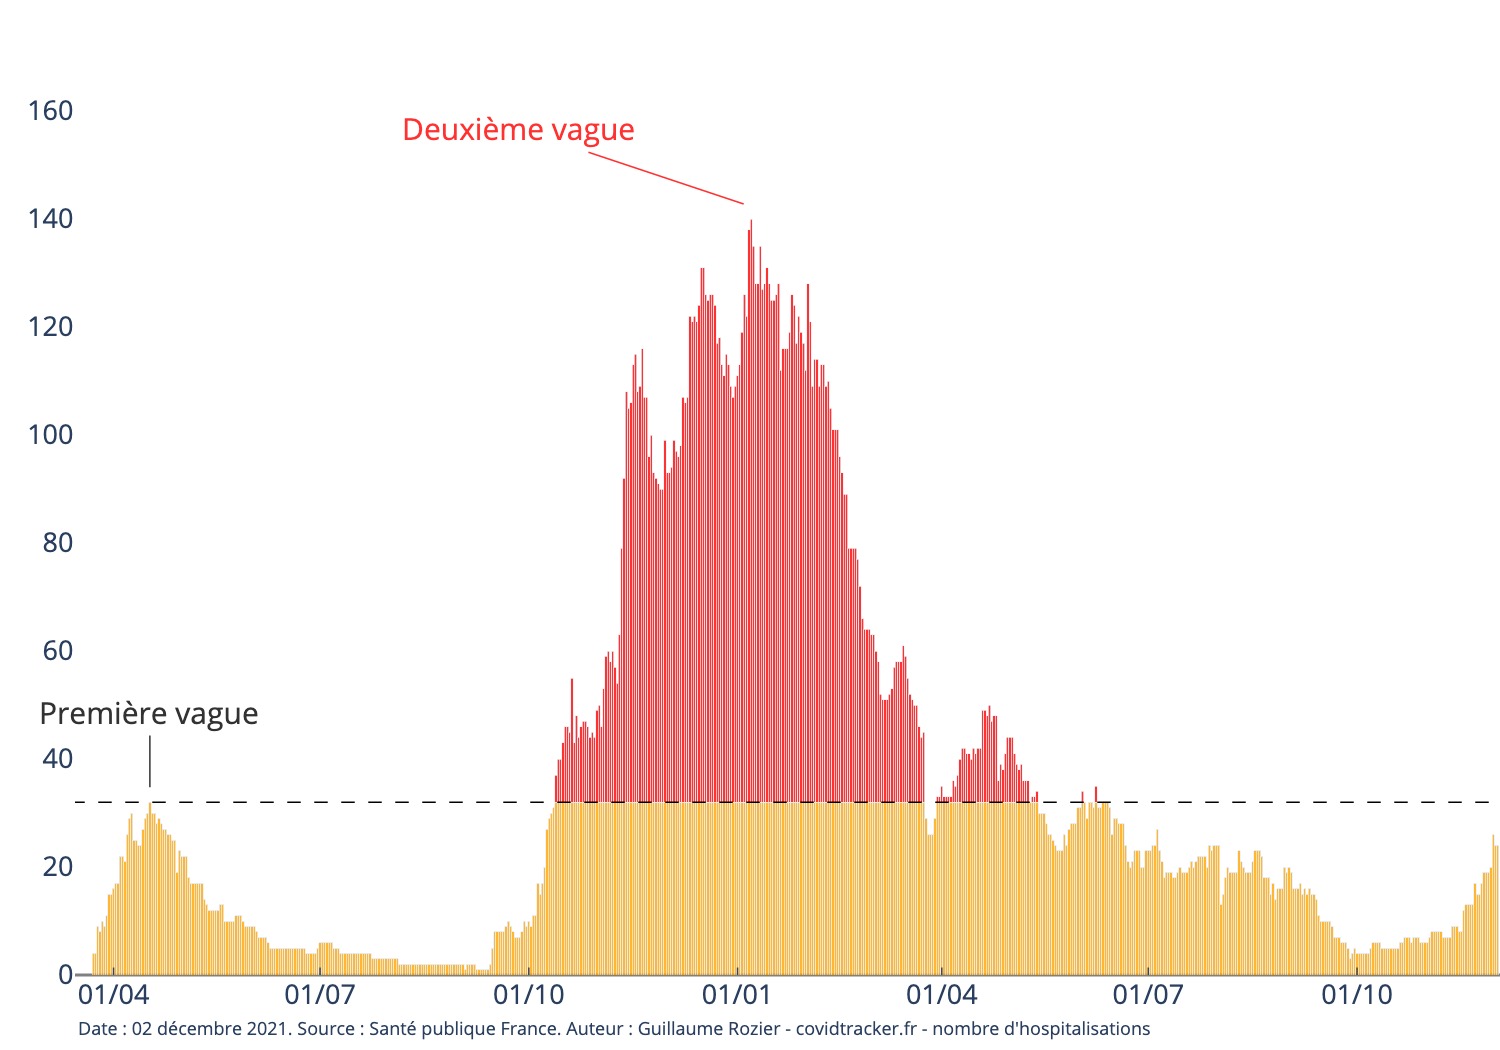 160
Deuxième vague
140
120
100
80
60
Première vague
40
20
0
01/04 01/07 01/10 01/01 01/04 01/07 01/10
Date : 02 décembre 2021. Source : Santé publique France. Auteur : Guillaume Rozier - covidtracker.fr - nombre d'hospitalisations